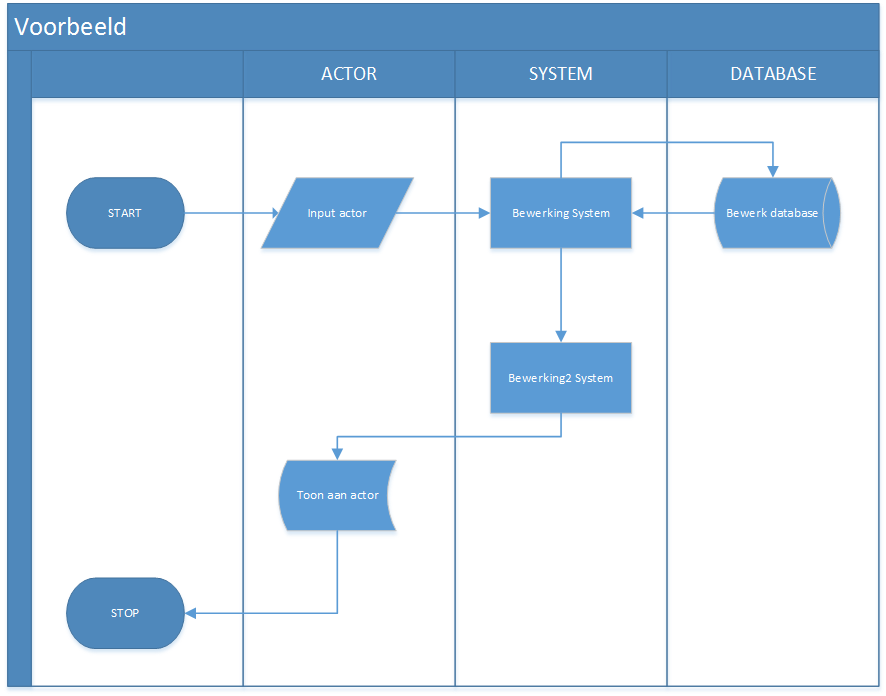 Voorbeeld
ACTOR
SYSTEM
DATABASE
START
Input actor
Bewerking System
Bewerk database
Bewerking2 System
Toon aan actor
STOP